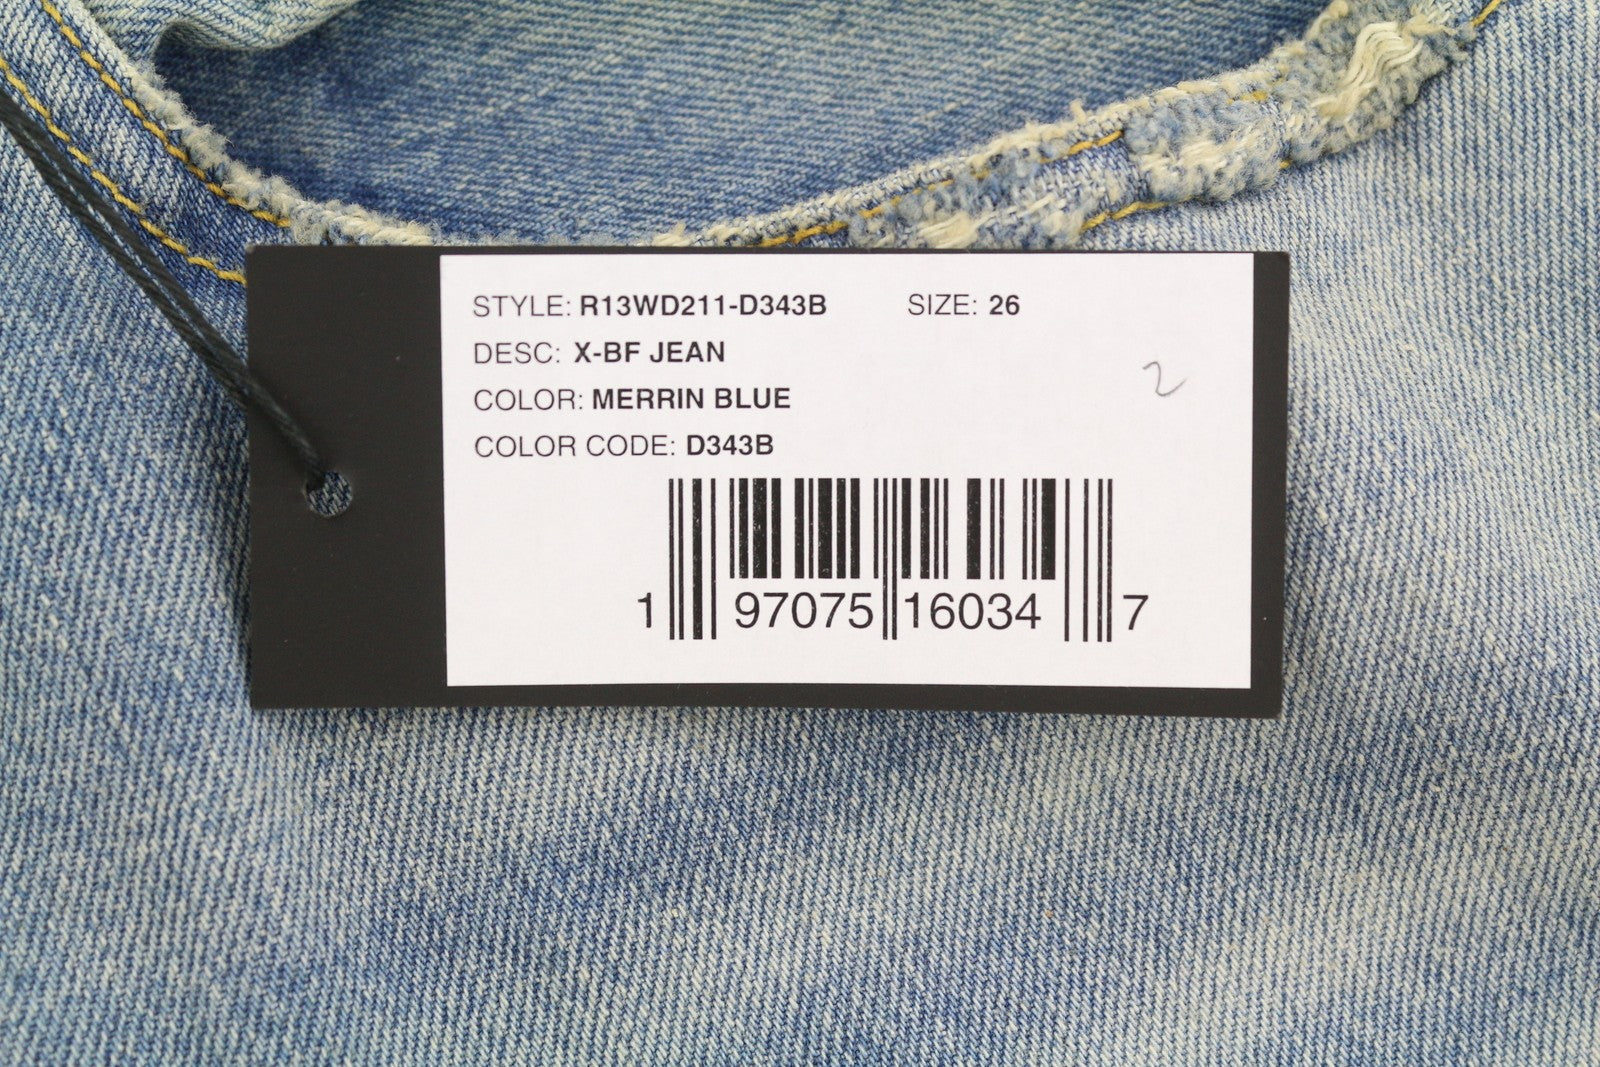 STYLE: R13WD211-D343B SIZE: 26
DESC: X-BF JEAN
2
COLOR: MERRIN BLUE
COLOR CODE: D343B
1 97075 16034 7